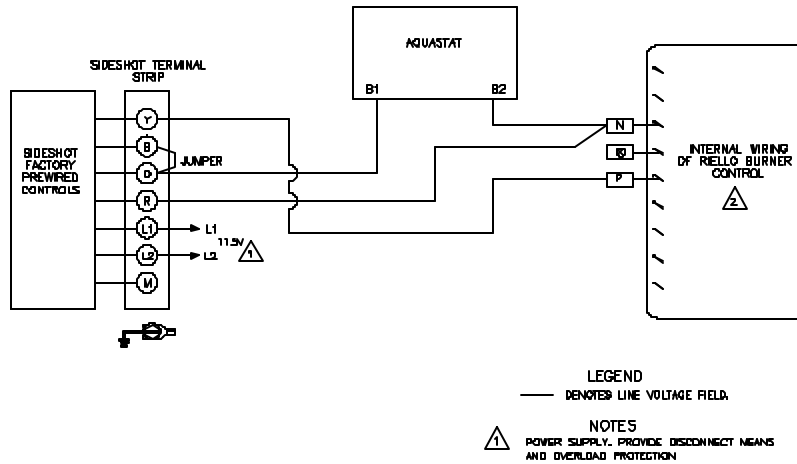 AQUASTAT
B1 B2
SIDESHOT TERMINAL
STRIP
Y
B
O
R
L1
L2
M
JUMPER
L1
115V
1
L2
SIDESHOT
FACTORY
PREWIRED
CONTROLS
N
P
INTERNAL WIRING
OF RIELLO BURNER
CONTROL
2
LEGEND
DENOTES LINE VOLTAGE FIELD.
NOTES
1
POWER SUPPLY. PROVIDE DISCONNECT MEANS
AND OVERLOAD PROTECTION